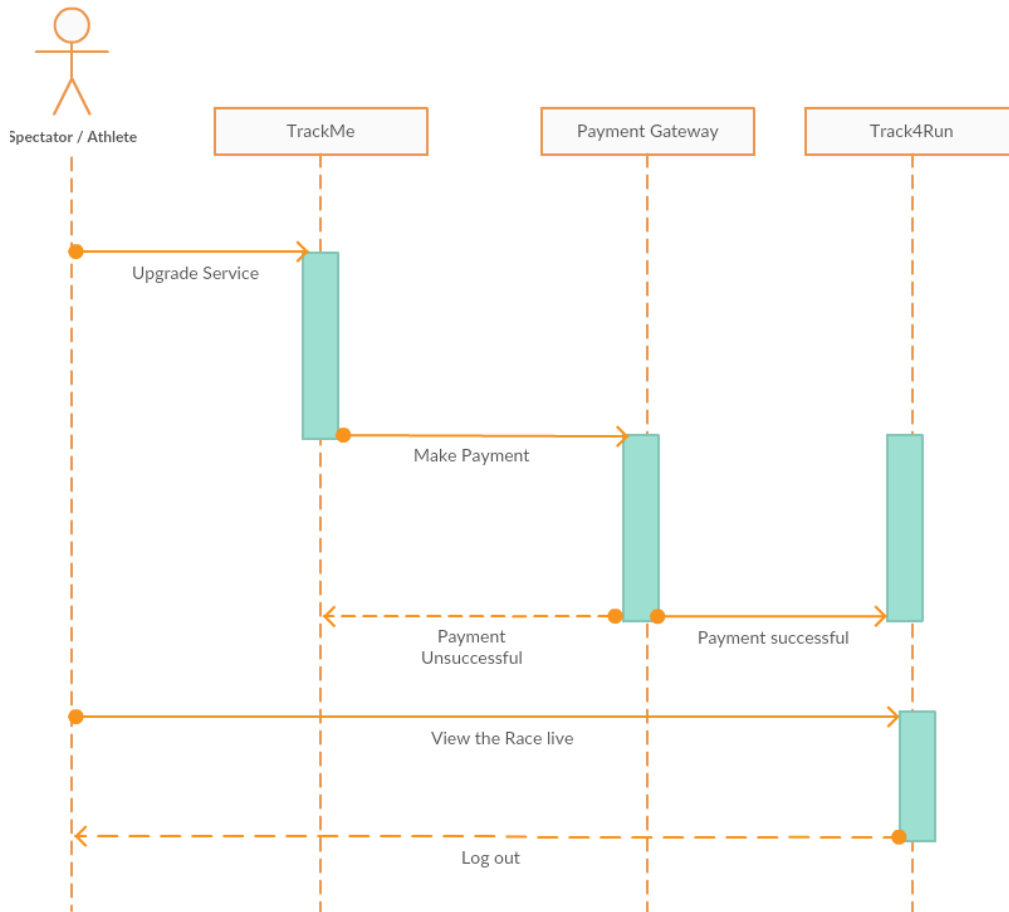 Spectator / Athlete
TrackMe
Payment Gateway
Track4Run
Upgrade Service
Make Payment
Payment
Unsuccessful
Payment successful
View the Race live
Log out